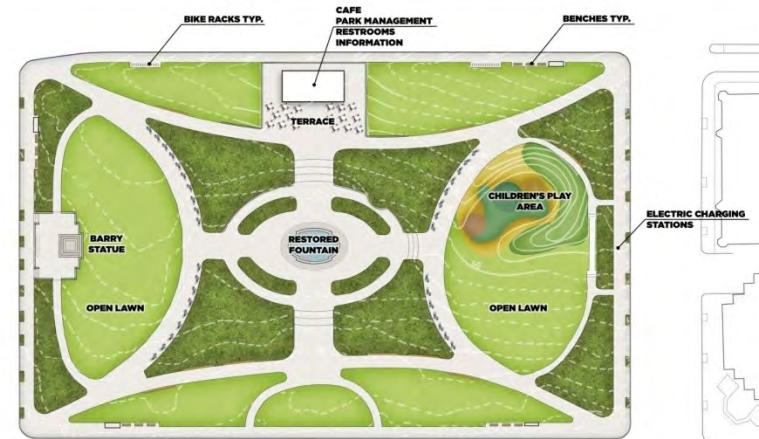 BIKE RACKS TYP.
CAFE
PARK MANAGEMENT
RESTROOMS
INFORMATION
BENCHES TYP.
TERRACE
CHILDREN'S PLAY
AREA
ELECTRIC CHARGING
STATIONS
BARRY
STATUE
RESTORED
FOUNTAIN
OPEN LAWN
OPEN LAWN